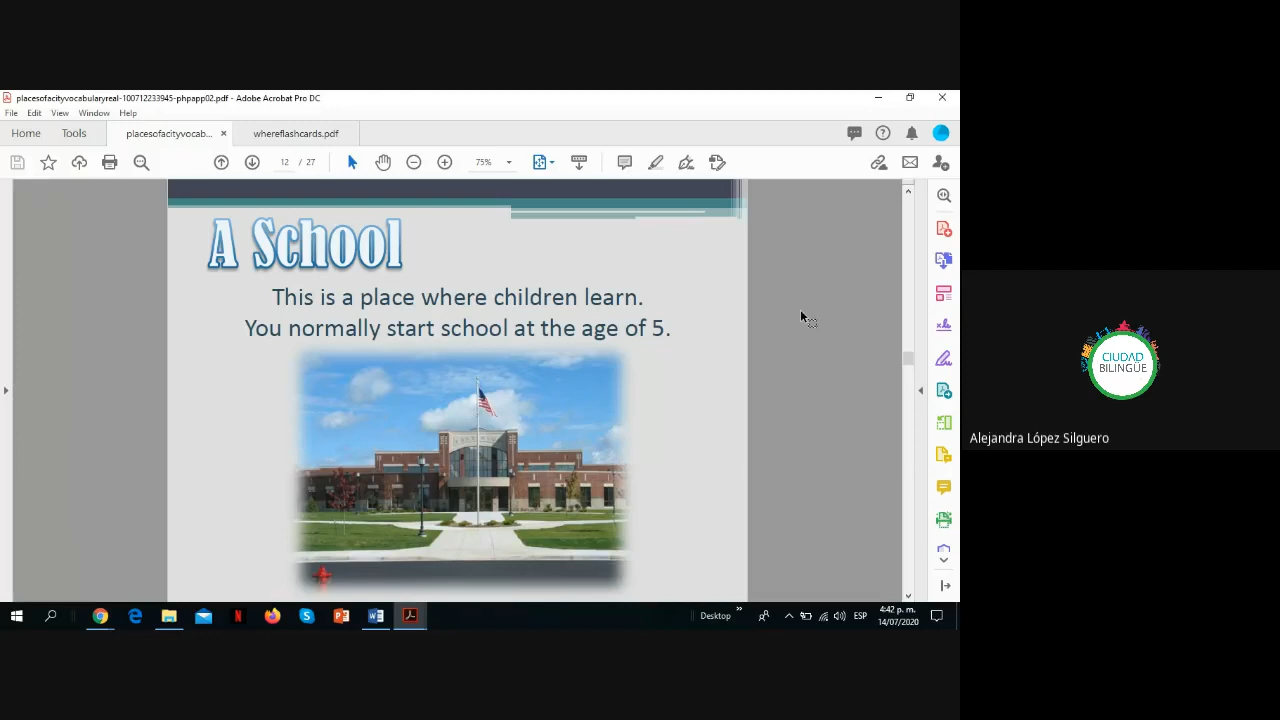 placesofacityvocabularyreal-100712233945-phpapp02.pdf - Adobe Acrobat Pro DC
File Edit View Window Help
Home Tools placesofacityvocab... × whereflashcards.pdf
12 / 27 75%
A School
This is a place where children learn.
You normally start school at the age of 5.
CIUDAD
BILINGÜE
Alejandra López Silguero
Desktop » ESP 4:42 p. m.
14/07/2020